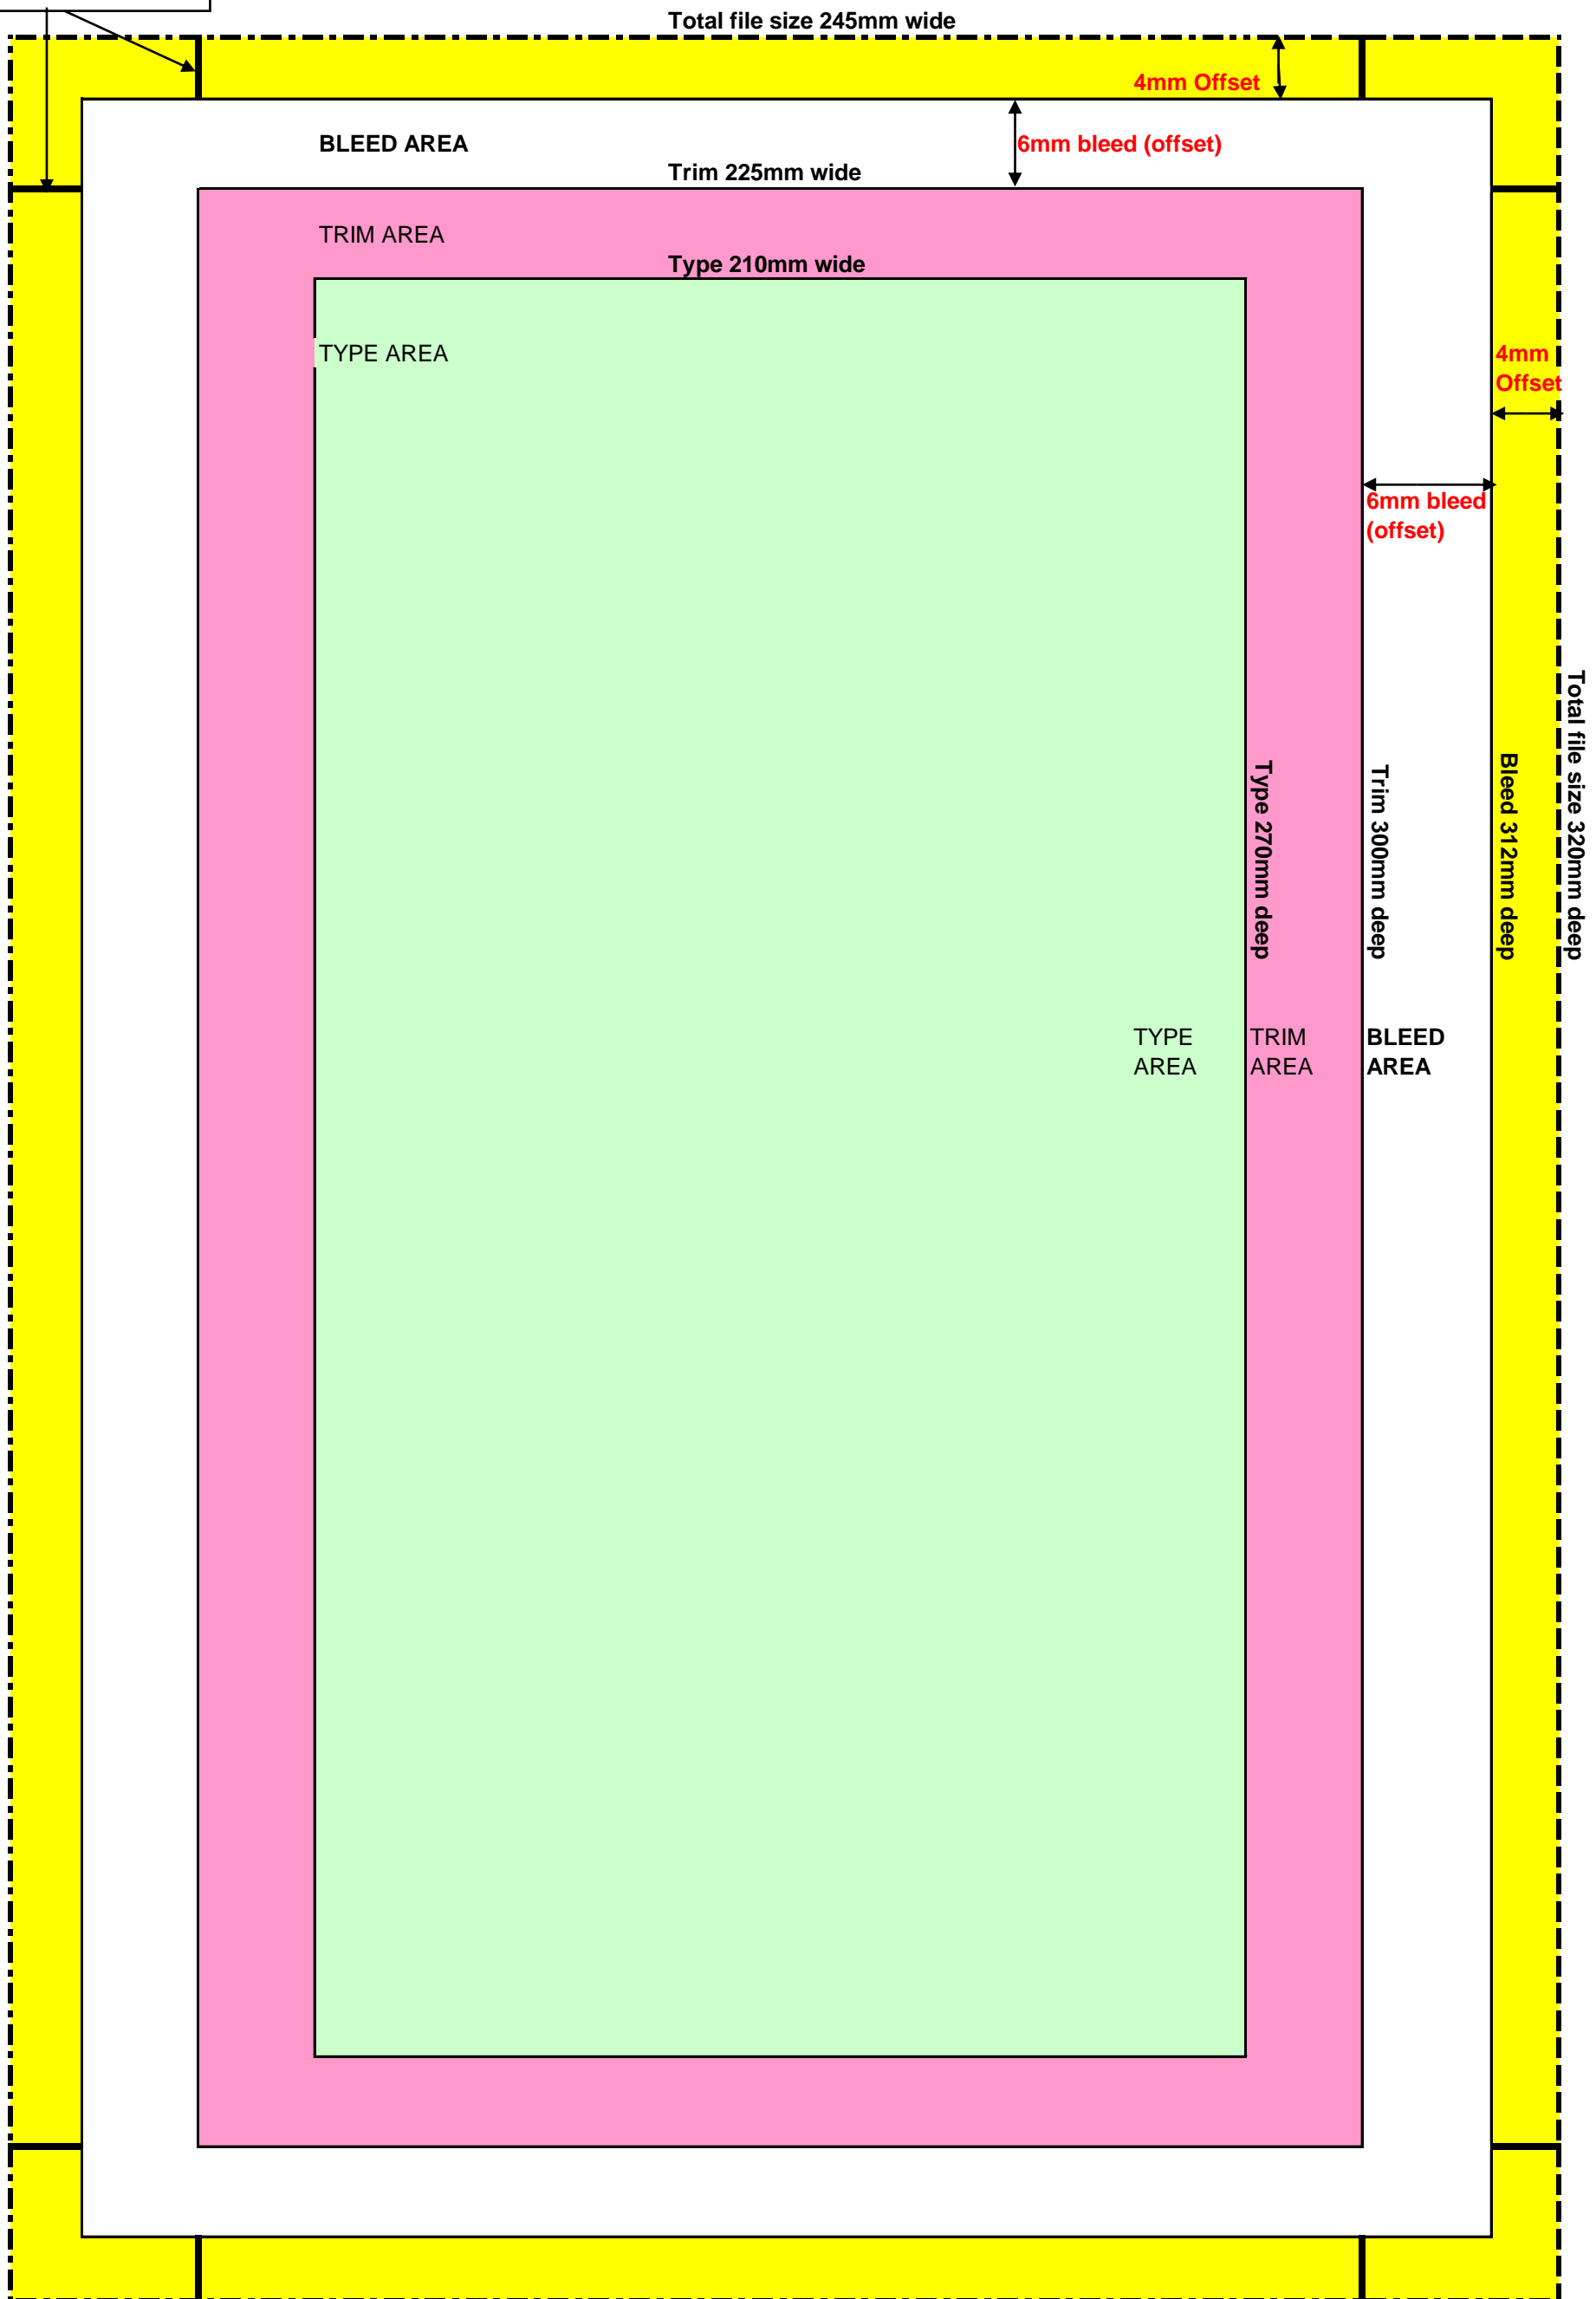 Total file size 245mm wide
4mm Offset
BLEED AREA
6mm bleed (offset)
Trim 225mm wide
TRIM AREA
Type 210mm wide
TYPE AREA
4mm
Offset
6mm bleed
(offset)
Type 270mm deep
Trim 300mm deep
Bleed 312mm deep
Total file size 320mm deep
TYPE
AREA
TRIM
AREA
BLEED
AREA